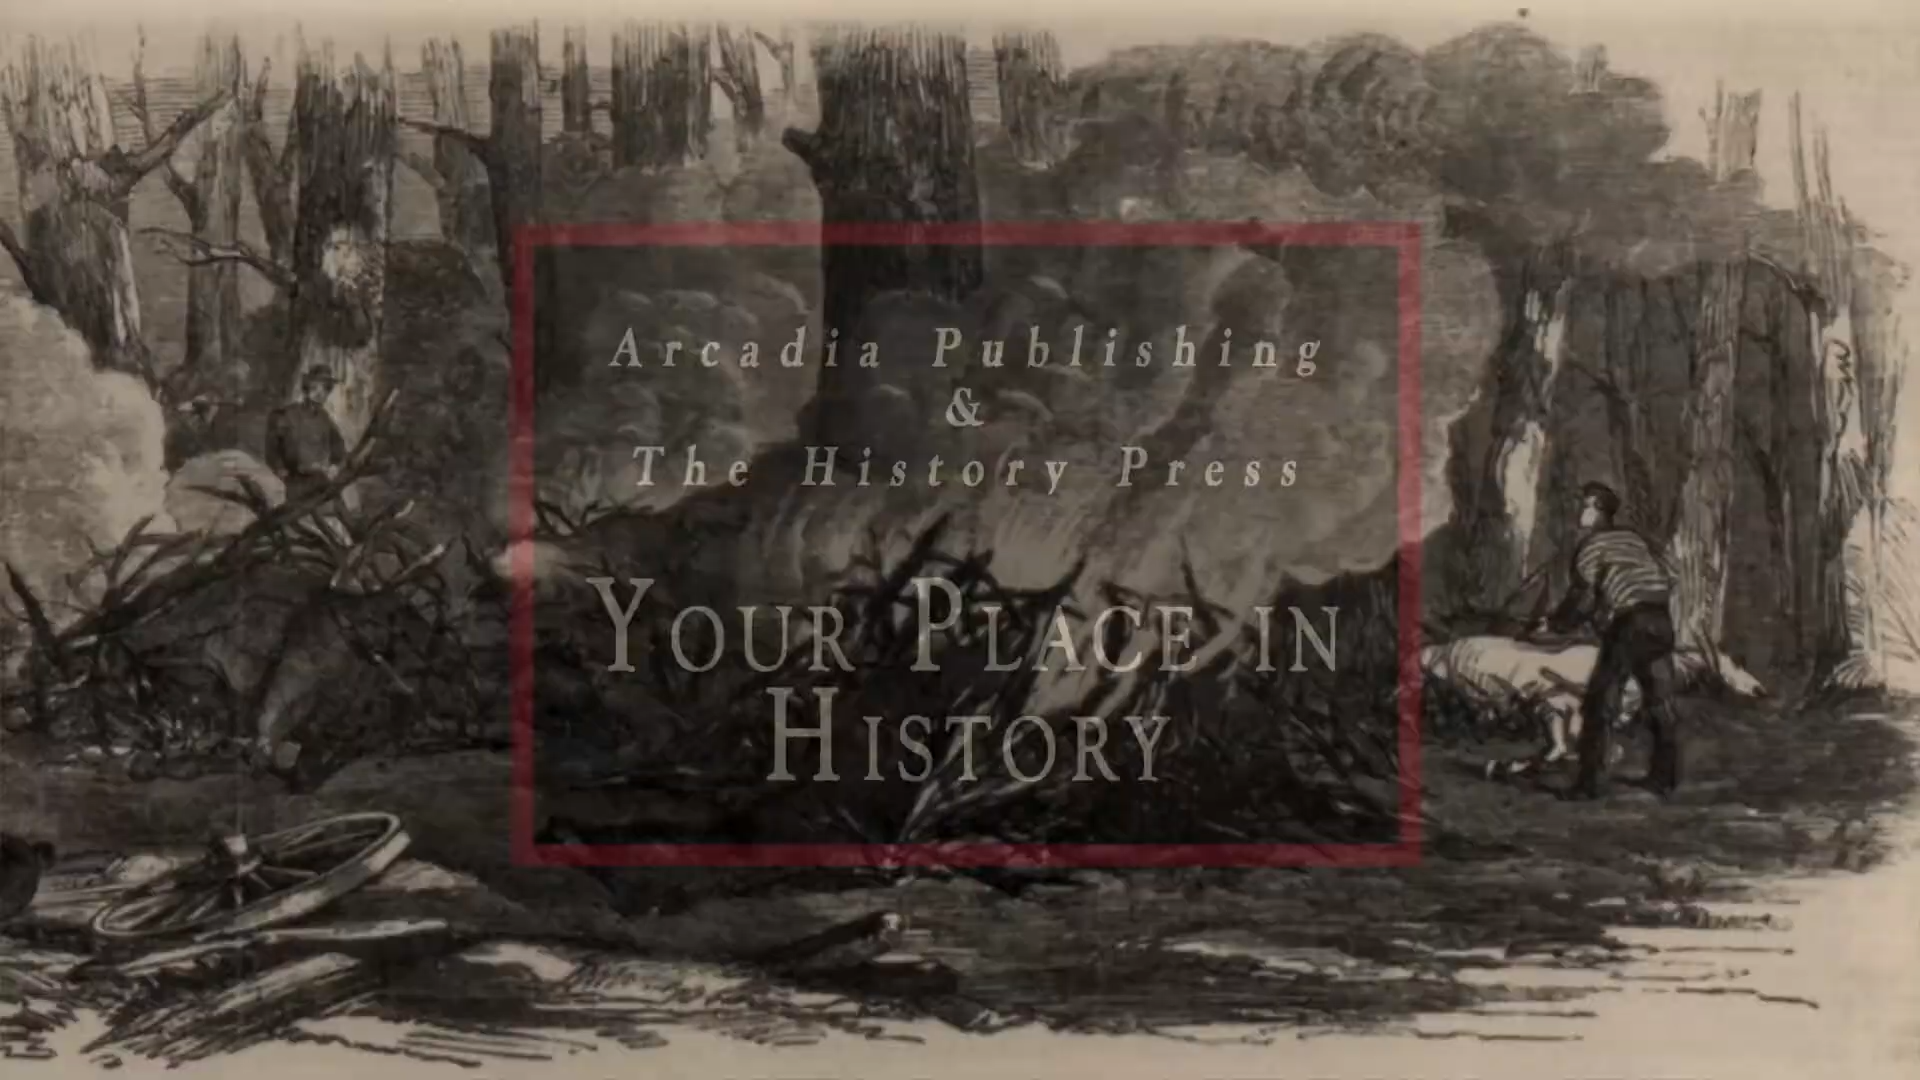 Arcadia Publishing
&
The History Press
Your Place in
History